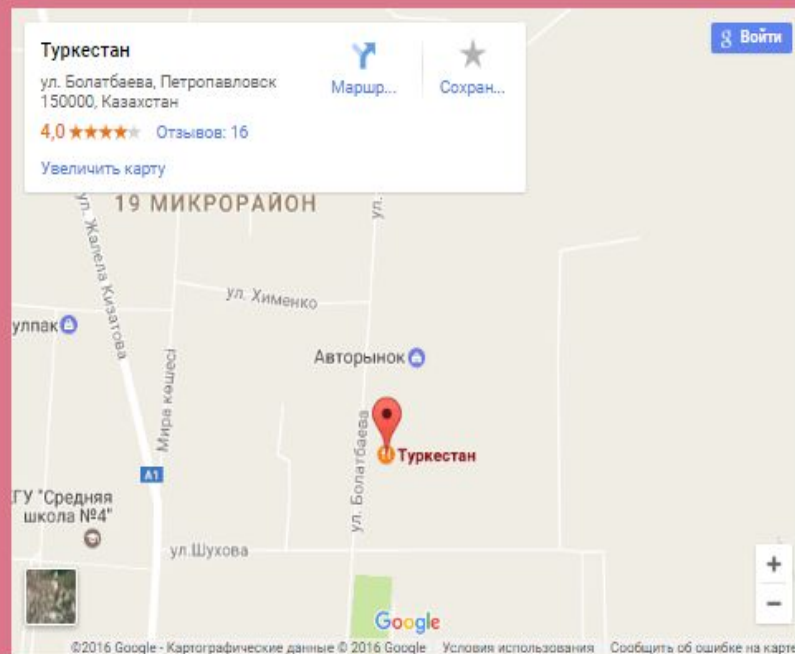 Туркестан
ул. Болатбаева, Петропавловск
150000, Казахстан
4,0 Отзывов: 16
Увеличить карту
Маршр...
Сохран...
Войти
19 МИКРОРАЙОН
ул. Жалела Кизатова
ул.
ул. Хименко
улпак
Мира көшесі
Авторынок
ул. Болатбаева
Туркестан
A1
ГУ "Средняя
школа №4"
ул.Шухова
Google
©2016 Google - Картографические данные © 2016 Google Условия использования Сообщить об ошибке на карте